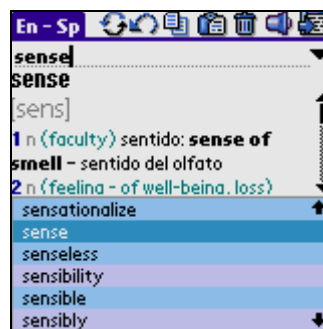 En - Sp
sense
sense
[sens]
1 n (faculty) sentido: sense of
smell - sentido del olfato
2 n (feeling - of well-being, loss)
sensationalize
sense
senseless
sensibility
sensible
sensibly